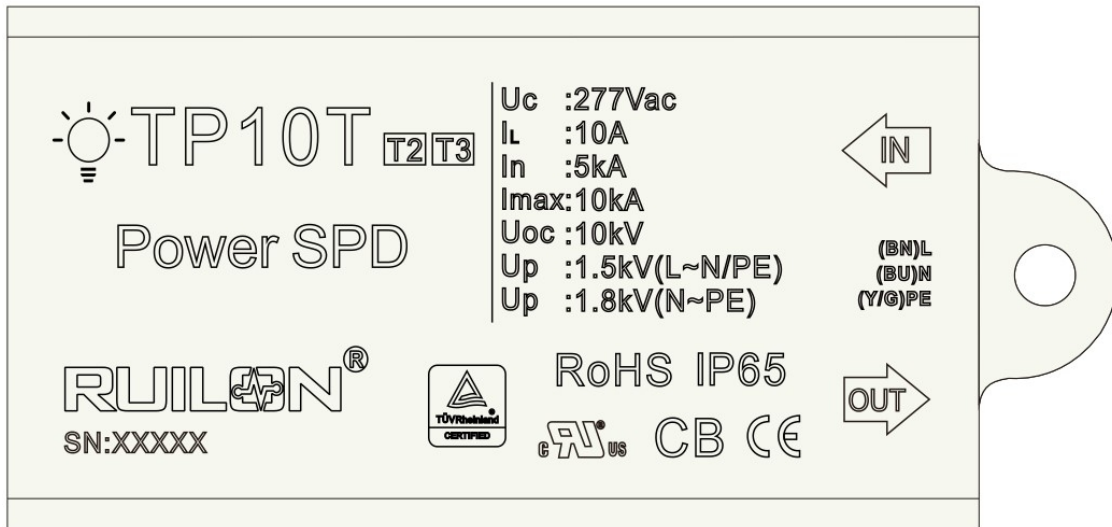 TP10T T2 T3
Power SPD
Uc :277Vac
IL :10A
In :5kA
Imax:10kA
Uoc :10kV
Up :1.5kV(L~N/PE)
Up :1.8kV(N~PE)
IN
(BN)L
(BU)N
(Y/G)PE
RUILON®
SN:XXXXX
TÜVRheinland®
CERTIFIED
RoHS IP65
c RU® US CB CE
OUT